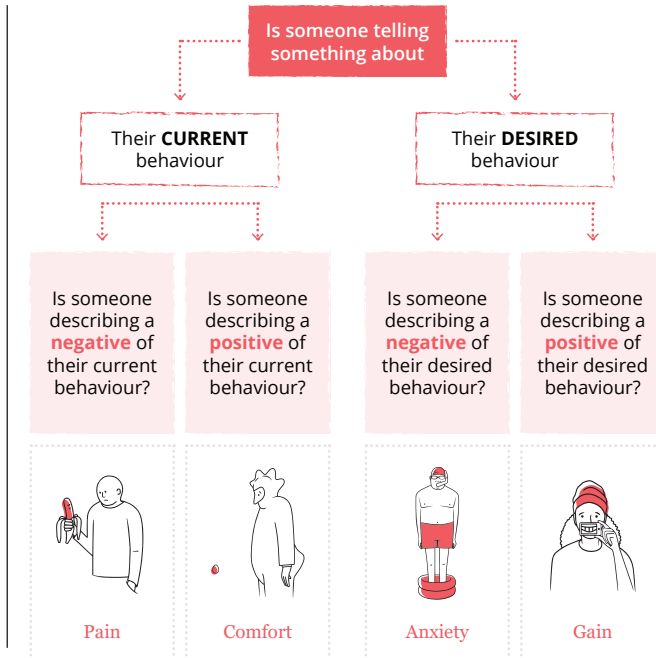 Is someone telling
something about
Their CURRENT
behaviour
Their DESIRED
behaviour
Is someone
describing a
negative of
their current
behaviour?
Is someone
describing a
positive of
their current
behaviour?
Is someone
describing a
negative of
their desired
behaviour?
Is someone
describing a
positive of
their desired
behaviour?
Pain
Comfort
Anxiety
Gain